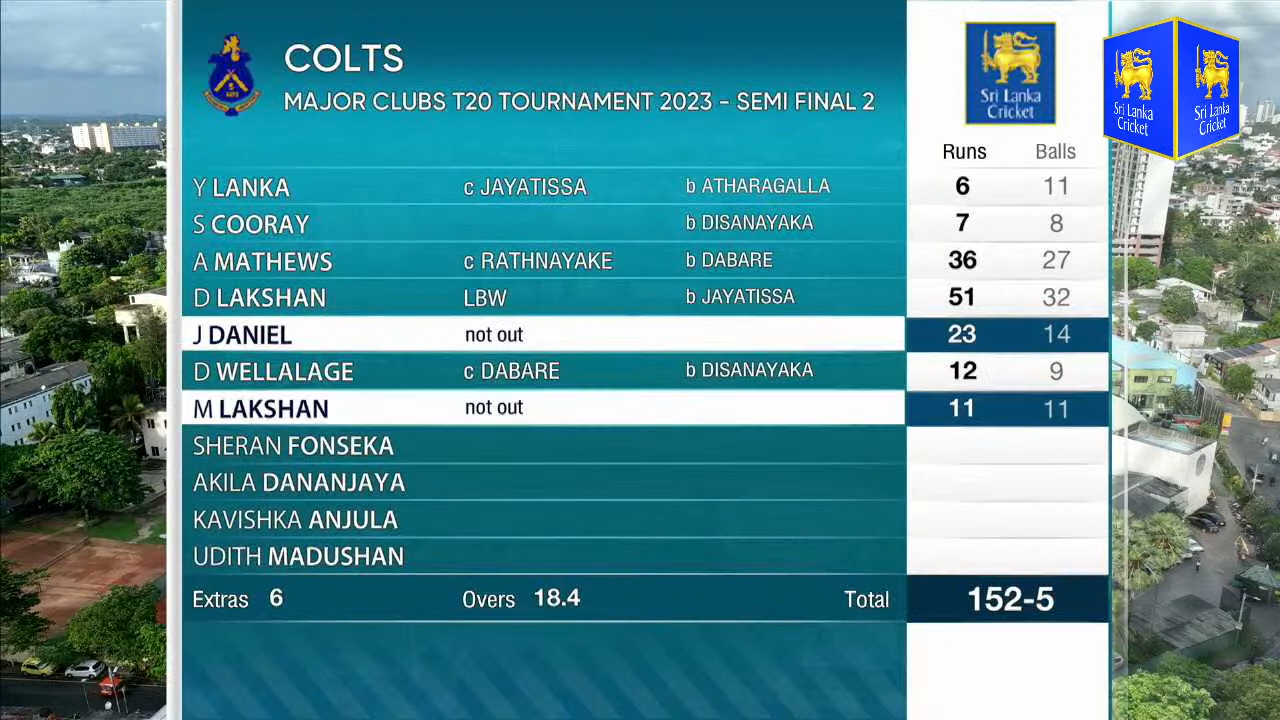 COLTS
MAJOR CLUBS T20 TOURNAMENT 2023 - SEMI FINAL 2
Sri Lanka
Cricket
Sri Lanka
Cricket
Sri Lanka
Cricket
Runs Balls
Y LANKA c JAYATISSA b ATHARAGALLA 6 11
S COORAY b DISANAYAKA 7 8
A MATHEWS c RATHNAYAKE b DABARE 36 27
D LAKSHAN LBW b JAYATISSA 51 32
J DANIEL not out 23 14
D WELLALAGE c DABARE b DISANAYAKA 12 9
M LAKSHAN not out 11 11
SHERAN FONSEKA
AKILA DANANJAYA
KAVISHKA ANJULA
UDITH MADUSHAN
Extras 6 Overs 18.4 Total 152-5